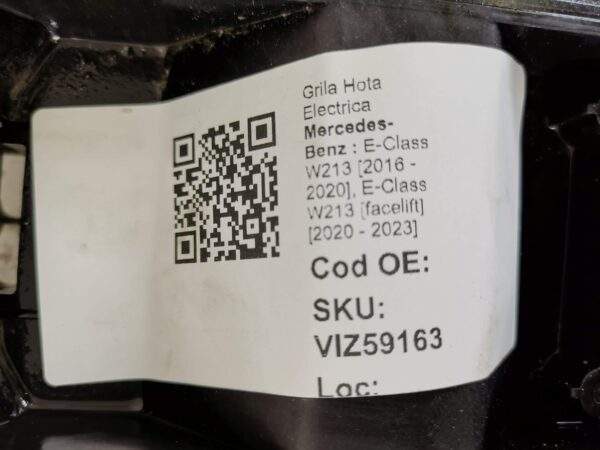 Grila Hota
Electrica
Mercedes-
Benz : E-Class
W213 [2016 -
2020], E-Class
W213 [facelift]
[2020 - 2023]
Cod OE:
SKU:
VIZ59163
Loc: